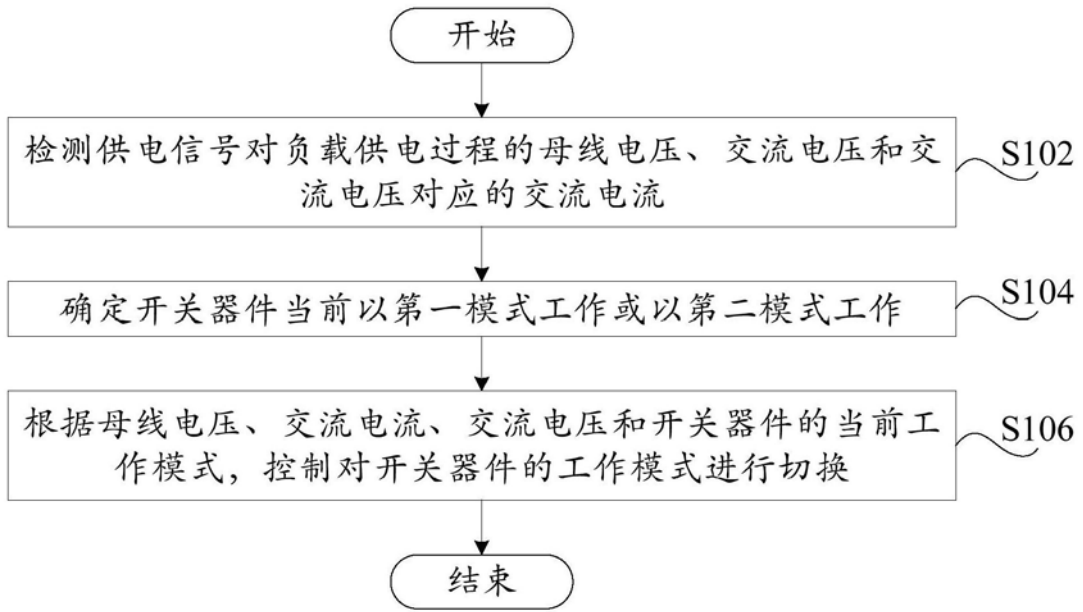 开始
检测供电信号对负载供电过程的母线电压、交流电压和交
流电压对应的交流电流
S102
确定开关器件当前以第一模式工作或以第二模式工作
S104
根据母线电压、交流电流、交流电压和开关器件的当前工
作模式，控制对开关器件的工作模式进行切换
S106
结束